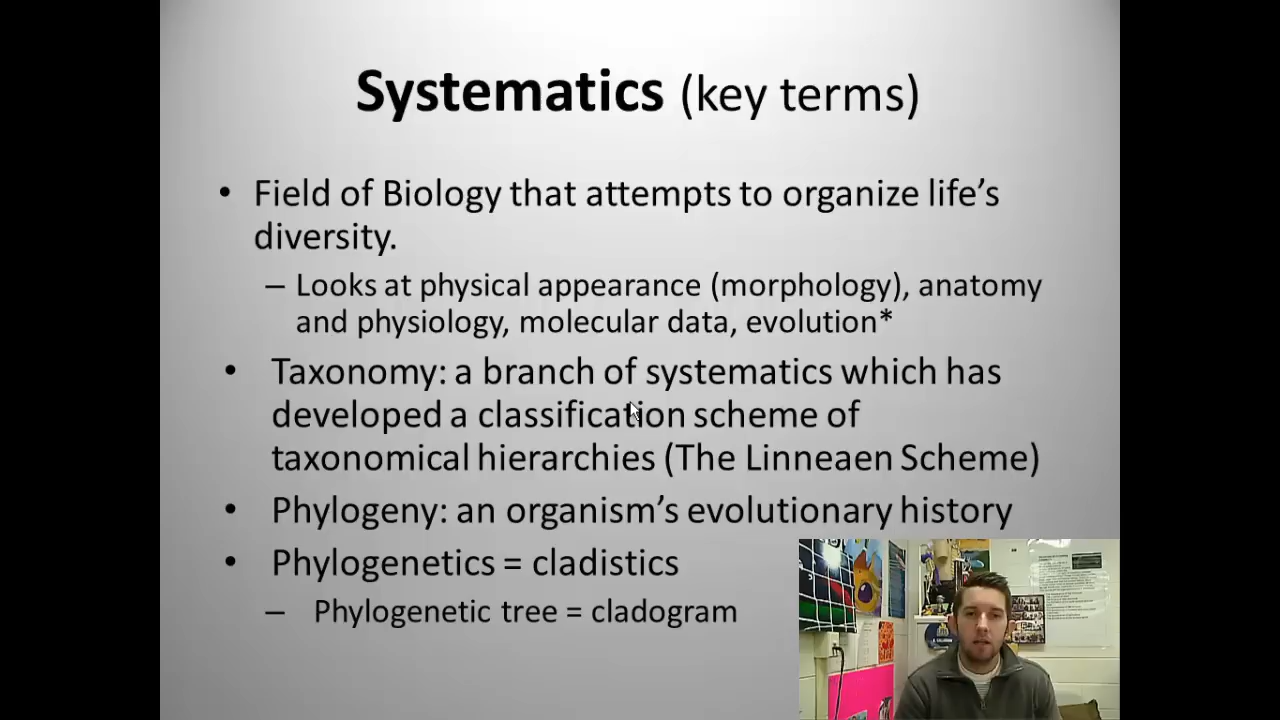 Systematics (key terms)
• Field of Biology that attempts to organize life’s
diversity.
– Looks at physical appearance (morphology), anatomy
and physiology, molecular data, evolution*
• Taxonomy: a branch of systematics which has
developed a classification scheme of
taxonomical hierarchies (The Linneaen Scheme)
• Phylogeny: an organism’s evolutionary history
• Phylogenetics = cladistics
– Phylogenetic tree = cladogram